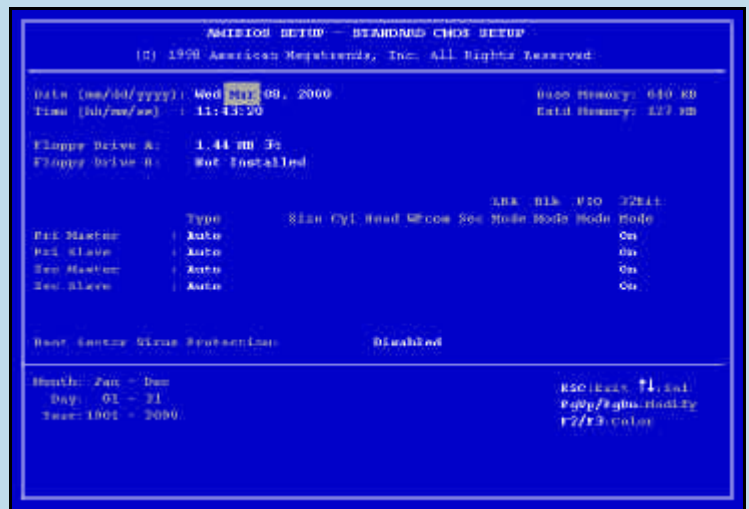 AMIBIOS SETUP - STANDARD CMOS SETUP
(C) 1998 American Megatrends, Inc. All Rights Reserved
Date (mm/dd/yyyy): Wed Mar 08, 2000 Base Memory: 640 KB
Time (hh/mm/ss) : 11:43:20 Extd Memory: 127 MB
Floppy Drive A: 1.44 MB 3½
Floppy Drive B: Not Installed
LBA Blk PIO 32Bit
Type Size Cyl Head WPcom Sec Mode Mode Mode Mode
Pri Master : Auto On
Pri Slave : Auto On
Sec Master : Auto On
Sec Slave : Auto On
Boot Sector Virus Protection: Disabled
Month: Jan - Dec ESC:Exit ↑↓:Sel
Day: 01 - 31 PgUp/PgDn:Modify
Year: 1901 - F2/F3:Color